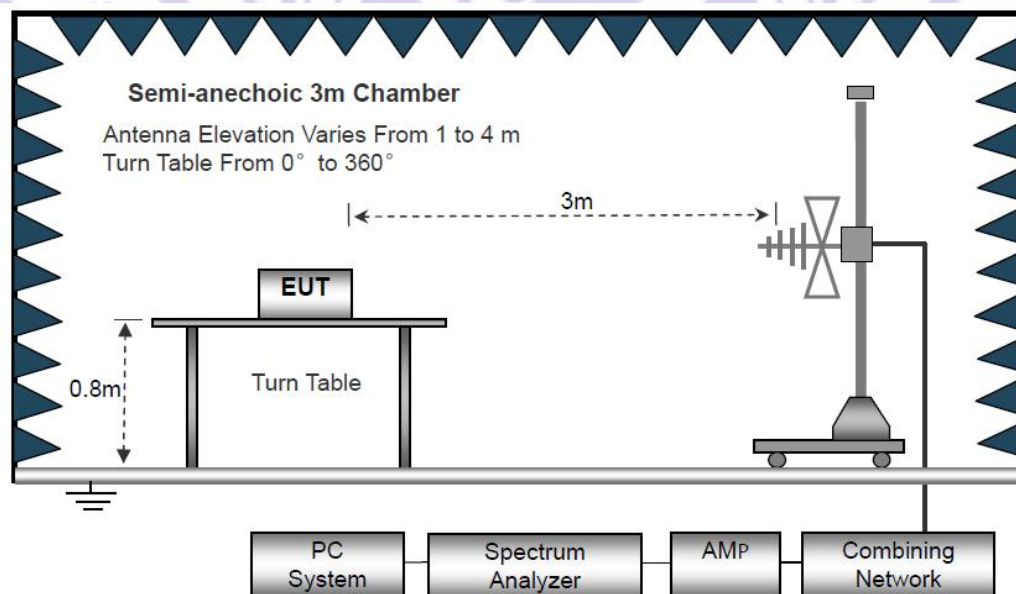 Semi-anechoic 3m Chamber
Antenna Elevation Varies From 1 to 4 m
Turn Table From 0° to 360°
3m
EUT
0.8m
Turn Table
PC
System
Spectrum
Analyzer
AMP
Combining
Network